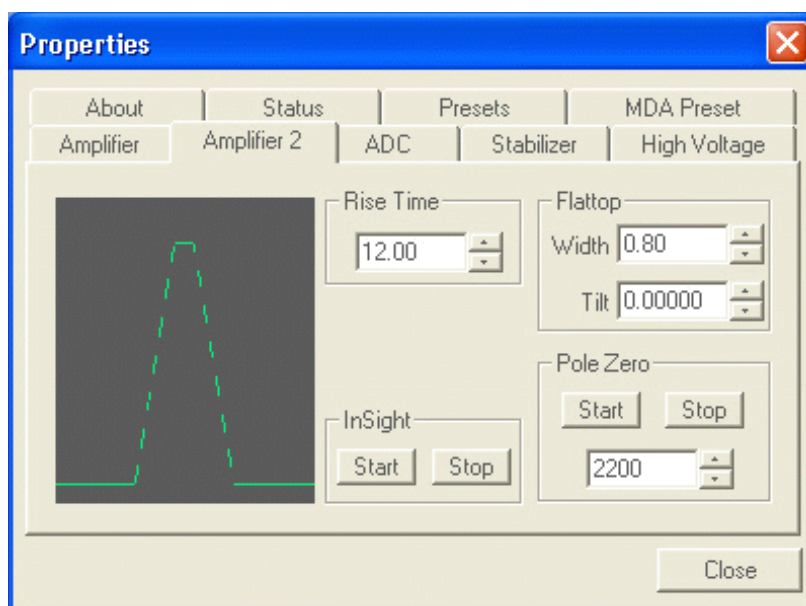 Properties
About Status Presets MDA Preset
Amplifier Amplifier 2 ADC Stabilizer High Voltage
Rise Time
12.00
Flattop
Width 0.80
Tilt 0.00000
InSight
Start Stop
Pole Zero
Start Stop
2200
Close